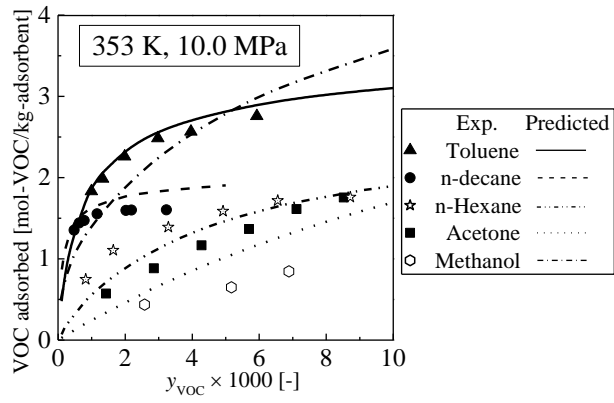 353 K, 10.0 MPa
VOC adsorbed [mol-VOC/kg-adsorbent]
4
3
2
1
0
0 2 4 6 8 10
y_VOC × 1000 [-]
Exp. Predicted
Toluene
n-decane
n-Hexane
Acetone
Methanol